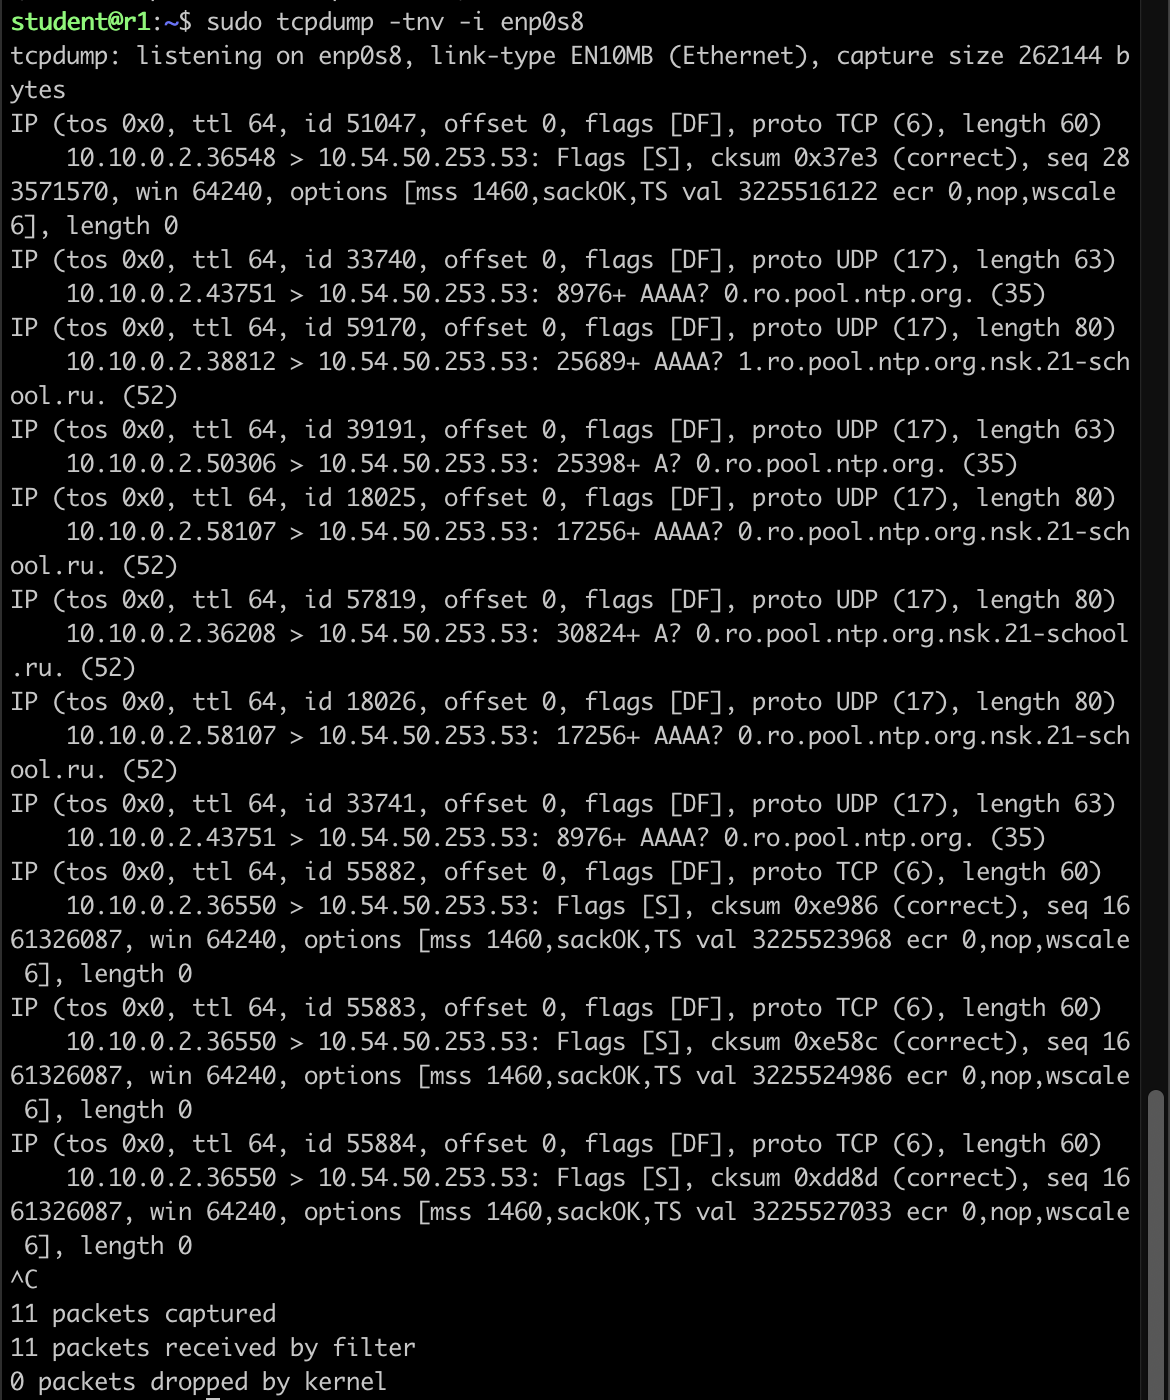 student@r1:~$ sudo tcpdump -tnv -i enp0s8
tcpdump: listening on enp0s8, link-type EN10MB (Ethernet), capture size 262144 b
ytes
IP (tos 0x0, ttl 64, id 51047, offset 0, flags [DF], proto TCP (6), length 60)
    10.10.0.2.36548 > 10.54.50.253.53: Flags [S], cksum 0x37e3 (correct), seq 28
3571570, win 64240, options [mss 1460,sackOK,TS val 3225516122 ecr 0,nop,wscale
6], length 0
IP (tos 0x0, ttl 64, id 33740, offset 0, flags [DF], proto UDP (17), length 63)
    10.10.0.2.43751 > 10.54.50.253.53: 8976+ AAAA? 0.ro.pool.ntp.org. (35)
IP (tos 0x0, ttl 64, id 59170, offset 0, flags [DF], proto UDP (17), length 80)
    10.10.0.2.38812 > 10.54.50.253.53: 25689+ AAAA? 1.ro.pool.ntp.org.nsk.21-sch
ool.ru. (52)
IP (tos 0x0, ttl 64, id 39191, offset 0, flags [DF], proto UDP (17), length 63)
    10.10.0.2.50306 > 10.54.50.253.53: 25398+ A? 0.ro.pool.ntp.org. (35)
IP (tos 0x0, ttl 64, id 18025, offset 0, flags [DF], proto UDP (17), length 80)
    10.10.0.2.58107 > 10.54.50.253.53: 17256+ AAAA? 0.ro.pool.ntp.org.nsk.21-sch
ool.ru. (52)
IP (tos 0x0, ttl 64, id 57819, offset 0, flags [DF], proto UDP (17), length 80)
    10.10.0.2.36208 > 10.54.50.253.53: 30824+ A? 0.ro.pool.ntp.org.nsk.21-school
.ru. (52)
IP (tos 0x0, ttl 64, id 18026, offset 0, flags [DF], proto UDP (17), length 80)
    10.10.0.2.58107 > 10.54.50.253.53: 17256+ AAAA? 0.ro.pool.ntp.org.nsk.21-sch
ool.ru. (52)
IP (tos 0x0, ttl 64, id 33741, offset 0, flags [DF], proto UDP (17), length 63)
    10.10.0.2.43751 > 10.54.50.253.53: 8976+ AAAA? 0.ro.pool.ntp.org. (35)
IP (tos 0x0, ttl 64, id 55882, offset 0, flags [DF], proto TCP (6), length 60)
    10.10.0.2.36550 > 10.54.50.253.53: Flags [S], cksum 0xe986 (correct), seq 16
61326087, win 64240, options [mss 1460,sackOK,TS val 3225523968 ecr 0,nop,wscale
 6], length 0
IP (tos 0x0, ttl 64, id 55883, offset 0, flags [DF], proto TCP (6), length 60)
    10.10.0.2.36550 > 10.54.50.253.53: Flags [S], cksum 0xe58c (correct), seq 16
61326087, win 64240, options [mss 1460,sackOK,TS val 3225524986 ecr 0,nop,wscale
 6], length 0
IP (tos 0x0, ttl 64, id 55884, offset 0, flags [DF], proto TCP (6), length 60)
    10.10.0.2.36550 > 10.54.50.253.53: Flags [S], cksum 0xdd8d (correct), seq 16
61326087, win 64240, options [mss 1460,sackOK,TS val 3225527033 ecr 0,nop,wscale
 6], length 0
^C
11 packets captured
11 packets received by filter
0 packets dropped by kernel